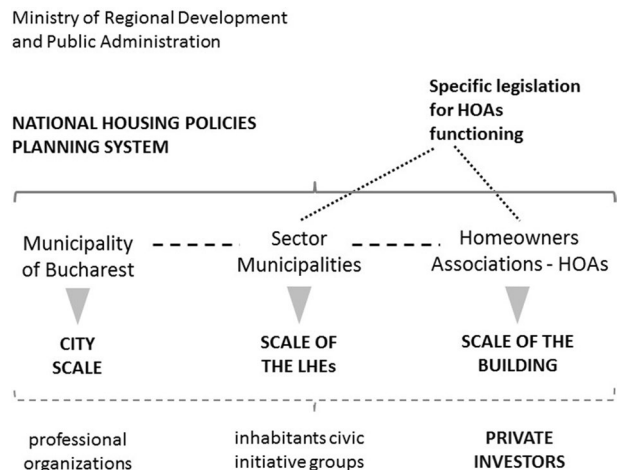 Ministry of Regional Development
and Public Administration
Specific legislation
for HOAs
functioning
NATIONAL HOUSING POLICIES
PLANNING SYSTEM
Municipality
of Bucharest
Sector
Municipalities
Homeowners
Associations - HOAs
CITY
SCALE
SCALE OF
THE LHEs
SCALE OF THE
BUILDING
professional
organizations
inhabitants civic
initiative groups
PRIVATE
INVESTORS